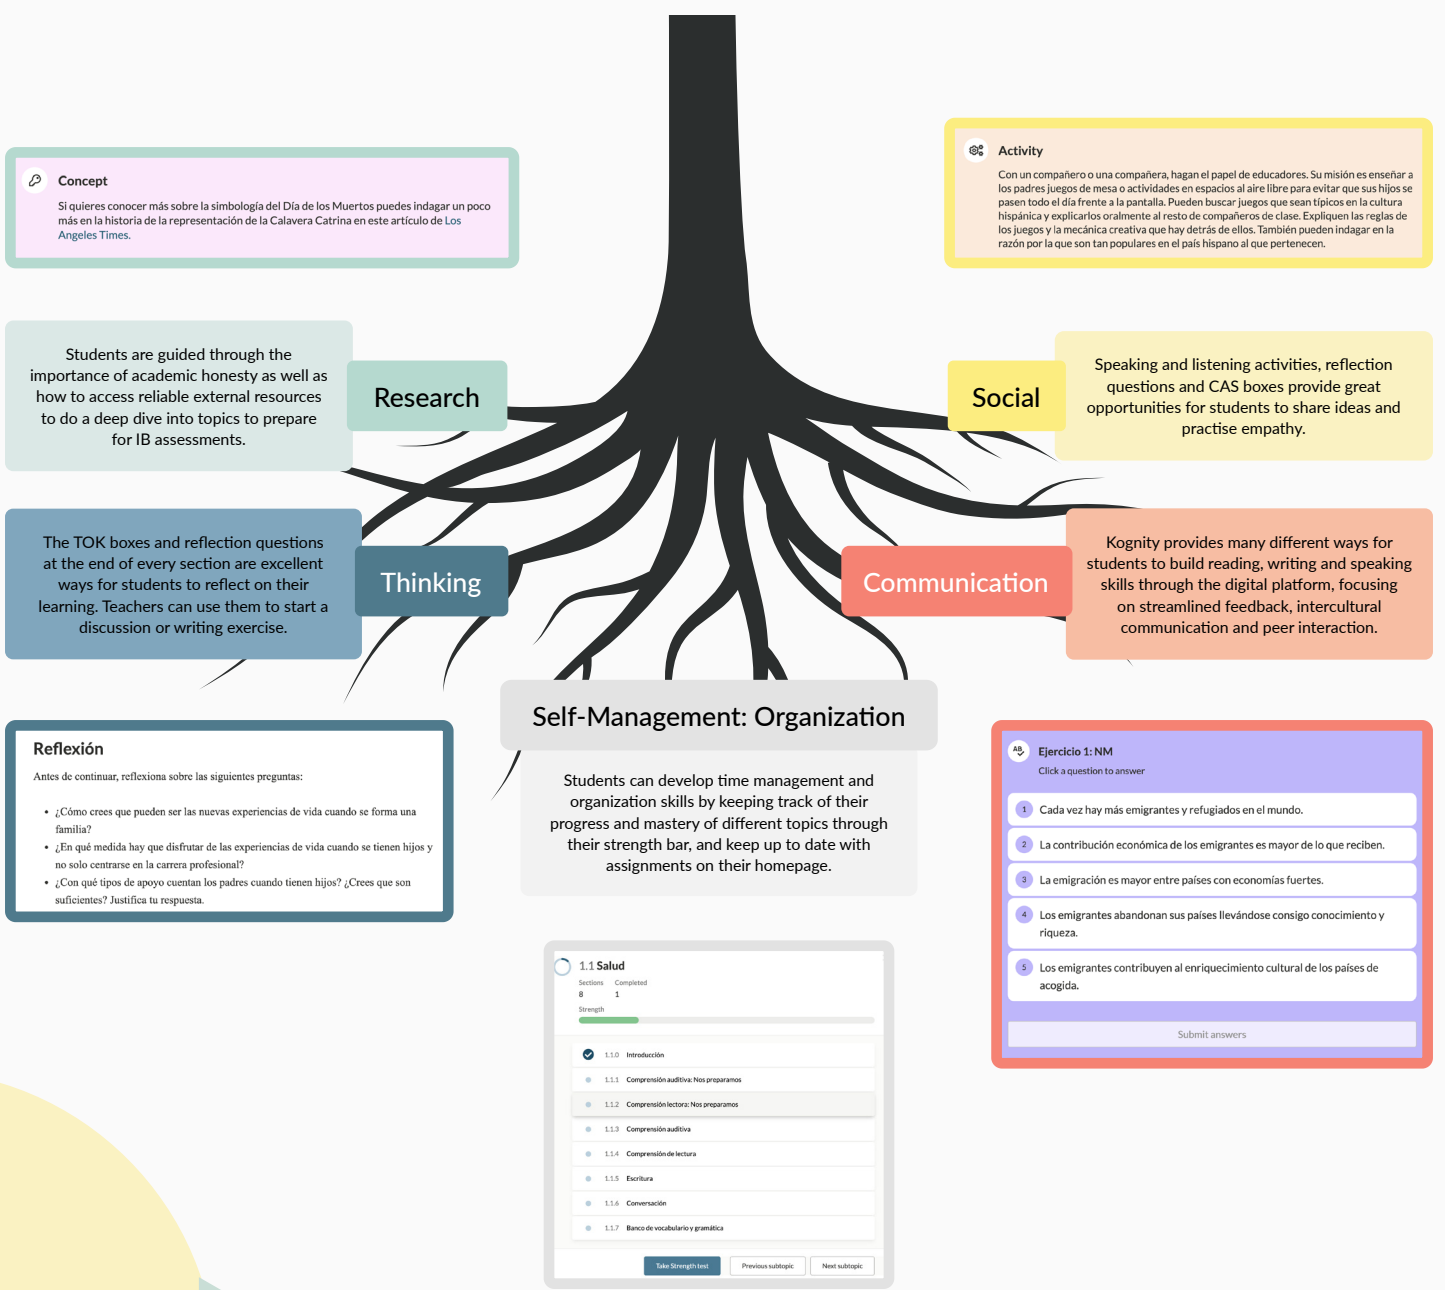 Concept
Si quieres conocer más sobre la simbología del Día de los Muertos puedes indagar un poco
más en la historia de la representación de la Calavera Catrina en este artículo de Los
Angeles Times.
Activity
Con un compañero o una compañera, hagan el papel de educadores. Su misión es enseñar a
los padres juegos de mesa o actividades en espacios al aire libre para evitar que sus hijos se
pasen todo el día frente a la pantalla. Pueden buscar juegos que sean típicos en la cultura
hispánica y explicarlos oralmente al resto de compañeros de clase. Expliquen las reglas de
los juegos y la mecánica creativa que hay detrás de ellos. También pueden indagar en la
razón por la que son tan populares en el país hispano al que pertenecen.
Students are guided through the
importance of academic honesty as well as
how to access reliable external resources
to do a deep dive into topics to prepare
for IB assessments.
Research
Social
Speaking and listening activities, reflection
questions and CAS boxes provide great
opportunities for students to share ideas and
practise empathy.
The TOK boxes and reflection questions
at the end of every section are excellent
ways for students to reflect on their
learning. Teachers can use them to start a
discussion or writing exercise.
Thinking
Communication
Kognity provides many different ways for
students to build reading, writing and speaking
skills through the digital platform, focusing
on streamlined feedback, intercultural
communication and peer interaction.
Self-Management: Organization
Students can develop time management and
organization skills by keeping track of their
progress and mastery of different topics through
their strength bar, and keep up to date with
assignments on their homepage.
Reflexión
Antes de continuar, reflexiona sobre las siguientes preguntas:
• ¿Cómo crees que pueden ser las nuevas experiencias de vida cuando se forma una
familia?
• ¿En qué medida hay que disfrutar de las experiencias de vida cuando se tienen hijos y
no solo centrarse en la carrera profesional?
• ¿Con qué tipos de apoyo cuentan los padres cuando tienen hijos? ¿Crees que son
suficientes? Justifica tu respuesta.
AB
Ejercicio 1: NM
Click a question to answer
1 Cada vez hay más emigrantes y refugiados en el mundo.
2 La contribución económica de los emigrantes es mayor de lo que reciben.
3 La emigración es mayor entre países con economías fuertes.
4 Los emigrantes abandonan sus países llevándose consigo conocimiento y
riqueza.
5 Los emigrantes contribuyen al enriquecimiento cultural de los países de
acogida.
Submit answers
1.1 Salud
Sections Completed
8 1
Strength
1.1.0 Introducción
1.1.1 Comprensión auditiva: Nos preparamos
1.1.2 Comprensión lectora: Nos preparamos
1.1.3 Comprensión auditiva
1.1.4 Comprensión de lectura
1.1.5 Escritura
1.1.6 Conversación
1.1.7 Banco de vocabulario y gramática
Take Strength test Previous subtopic Next subtopic